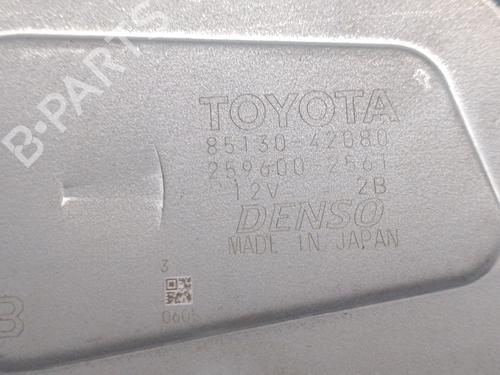 B-PARTS
TOYOTA
85130-42080
259600-2561
12V 2B
DENSO
MADE IN JAPAN
3
0605
B